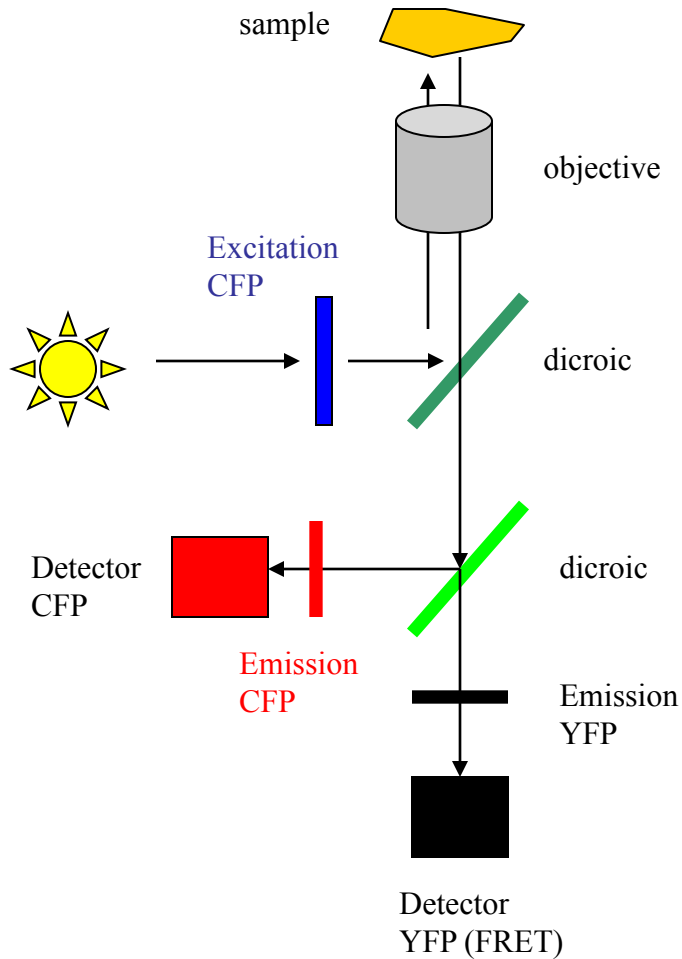 sample
objective
Excitation
CFP
dicroic
Detector
CFP
dicroic
Emission
CFP
Emission
YFP
Detector
YFP (FRET)